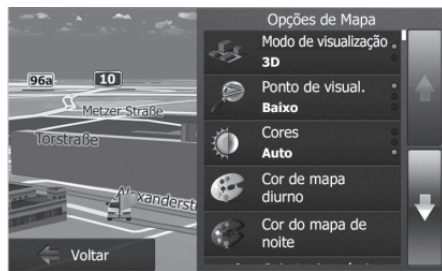 Opções de Mapa
Modo de visualização
3D
Ponto de visual.
Baixo
Cores
Auto
Cor de mapa
diurno
Cor do mapa de
noite
96a
10
Metzer Straße
Torstraße
Voltar